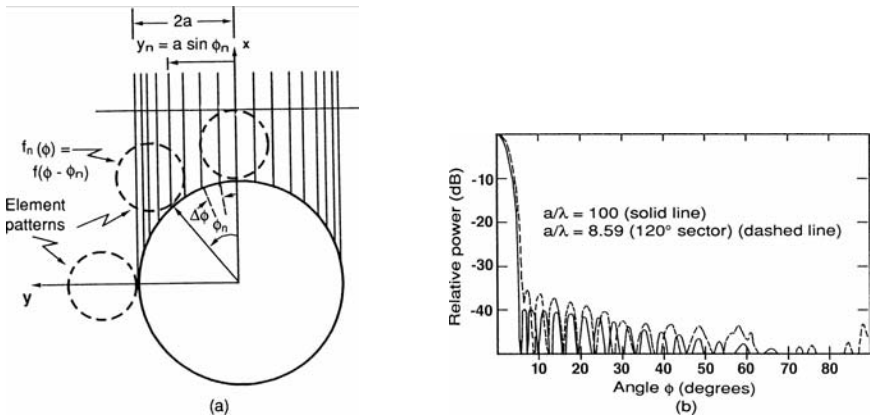 2a
yₙ = a sin ϕₙ
x
fₙ (ϕ) =
f(ϕ - ϕₙ)
Element
patterns
Δϕ
ϕₙ
y
(a)
Relative power (dB)
-10
-20
-30
-40
a/λ = 100 (solid line)
a/λ = 8.59 (120° sector) (dashed line)
10 20 30 40 50 60 70 80
Angle ϕ (degrees)
(b)